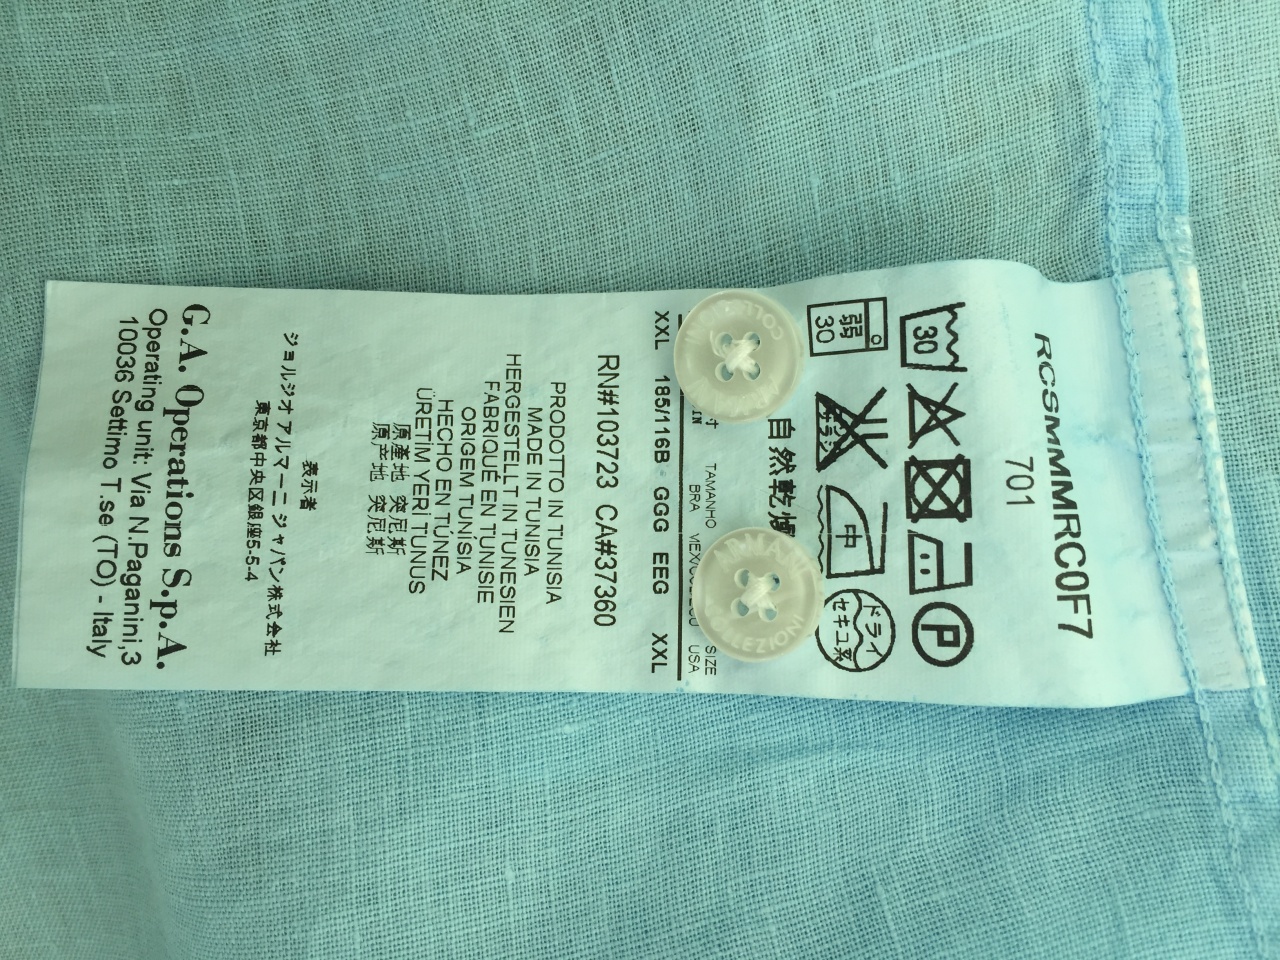 RCSMMMRC0F7
701
30
P
弱
30
中
ドライ
セキユ系
自然乾燥
COLLEZIONI
ARMANI
COLLEZIONI
TAMANHO SIZE
BRA USA
XXL 185/116B GGG EEG XXL
RN#103723 CA#37360
PRODOTTO IN TUNISIA
MADE IN TUNISIA
HERGESTELLT IN TUNESIEN
FABRIQUÉ EN TUNISIE
ORIGEM TUNÍSIA
HECHO EN TÚNEZ
ÜRETIM YERI TUNUS
原產地 突尼斯
原产地 突尼斯
表示者
ジョルジオ アルマーニ ジャパン株式会社
東京都中央区銀座5-5-4
G.A. Operations S.p.A.
Operating unit: Via N.Paganini,3
10036 Settimo T.se (TO) - Italy